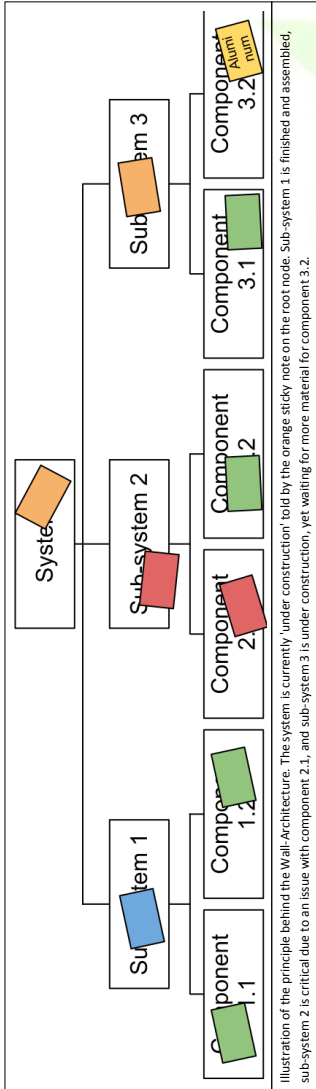 System
Sub-system 1
Sub-system 2
Sub-system 3
Component
1.1
Component
1.2
Component
2.
Component
.2
Component
3.1
Component
3.2
Alumi
num
Illustration of the principle behind the Wall-Architecture. The system is currently 'under construction' told by the orange sticky note on the root node. Sub-system 1 is finished and assembled,
sub-system 2 is critical due to an issue with component 2.1, and sub-system 3 is under construction, yet waiting for more material for component 3.2.